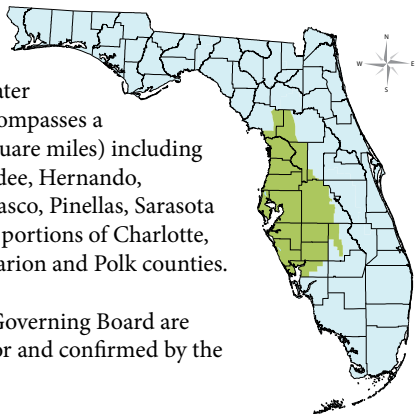 N
W E
S
ompasses a
uare miles) including
dee, Hernando,
asco, Pinellas, Sarasota
portions of Charlotte,
arion and Polk counties.
Governing Board are
or and confirmed by the